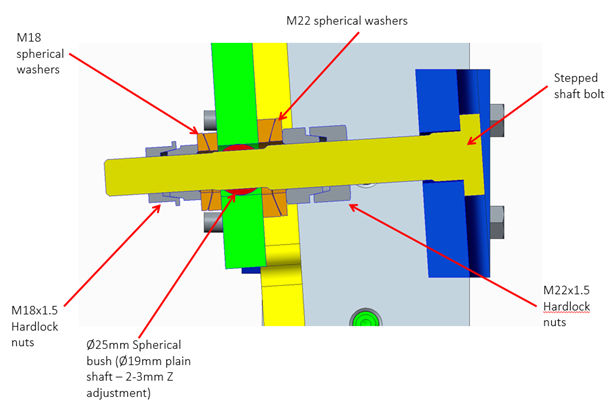 M22 spherical washers
M18
spherical
washers
Stepped
shaft bolt
M18x1.5
Hardlock
nuts
Ø25mm Spherical
bush (Ø19mm plain
shaft – 2-3mm Z
adjustment)
M22x1.5
Hardlock
nuts